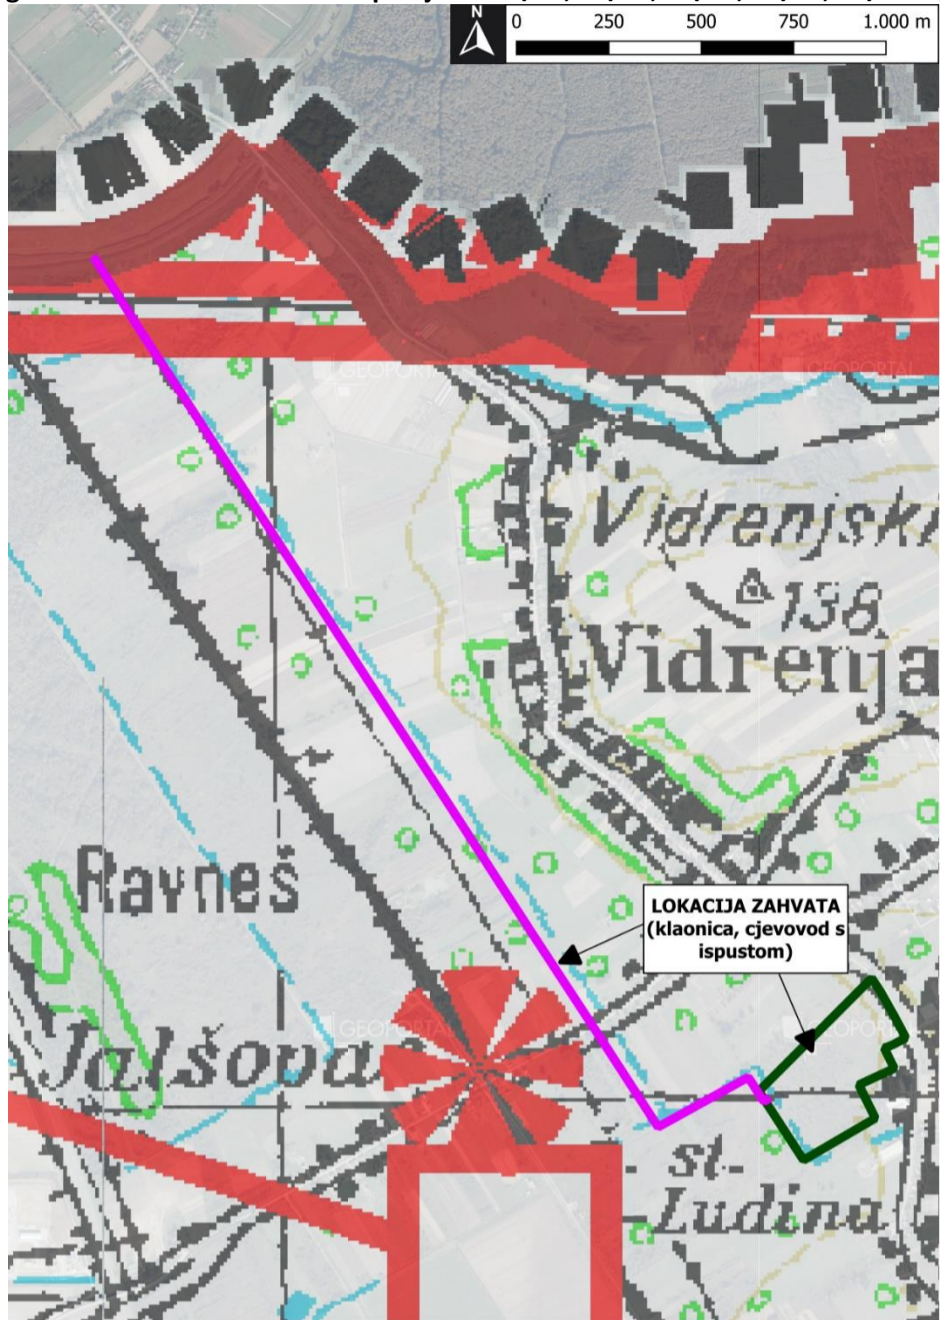 N
0 250 500 750 1.000 m
GEOPORTAL
GEOPORTAL
Vidrenjski
138
Vidrenja
Ravneš
LOKACIJA ZAHVATA
(klaonica, cjevovod s
ispustom)
GEOPORTAL
GEOPORTAL
Jalšova
st.
Ludina